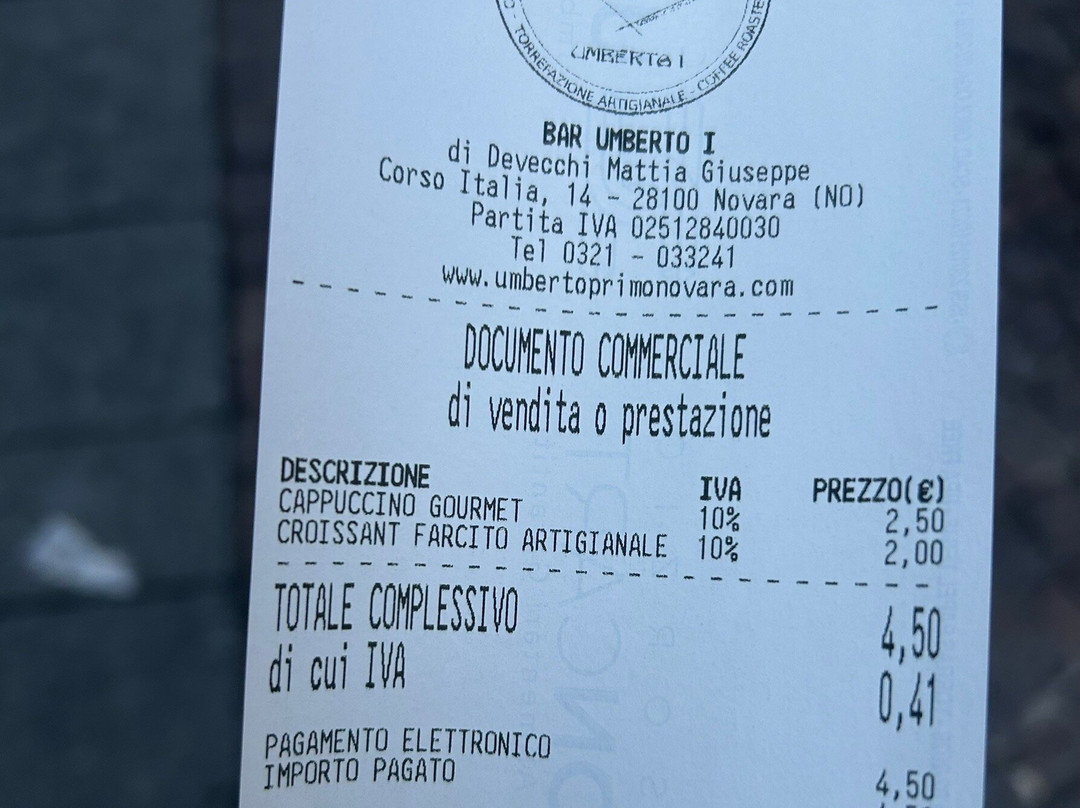 UMBERTO I
TORREFAZIONE ARTIGIANALE - COFFEE ROASTE
BAR UMBERTO I
di Devecchi Mattia Giuseppe
Corso Italia, 14 - 28100 Novara (NO)
Partita IVA 02512840030
Tel 0321 - 033241
www.umbertoprimonovara.com
DOCUMENTO COMMERCIALE
di vendita o prestazione
DESCRIZIONE IVA PREZZO(€)
CAPPUCCINO GOURMET 10% 2,50
CROISSANT FARCITO ARTIGIANALE 10% 2,00
TOTALE COMPLESSIVO 4,50
di cui IVA 0,41
PAGAMENTO ELETTRONICO 4,50
IMPORTO PAGATO